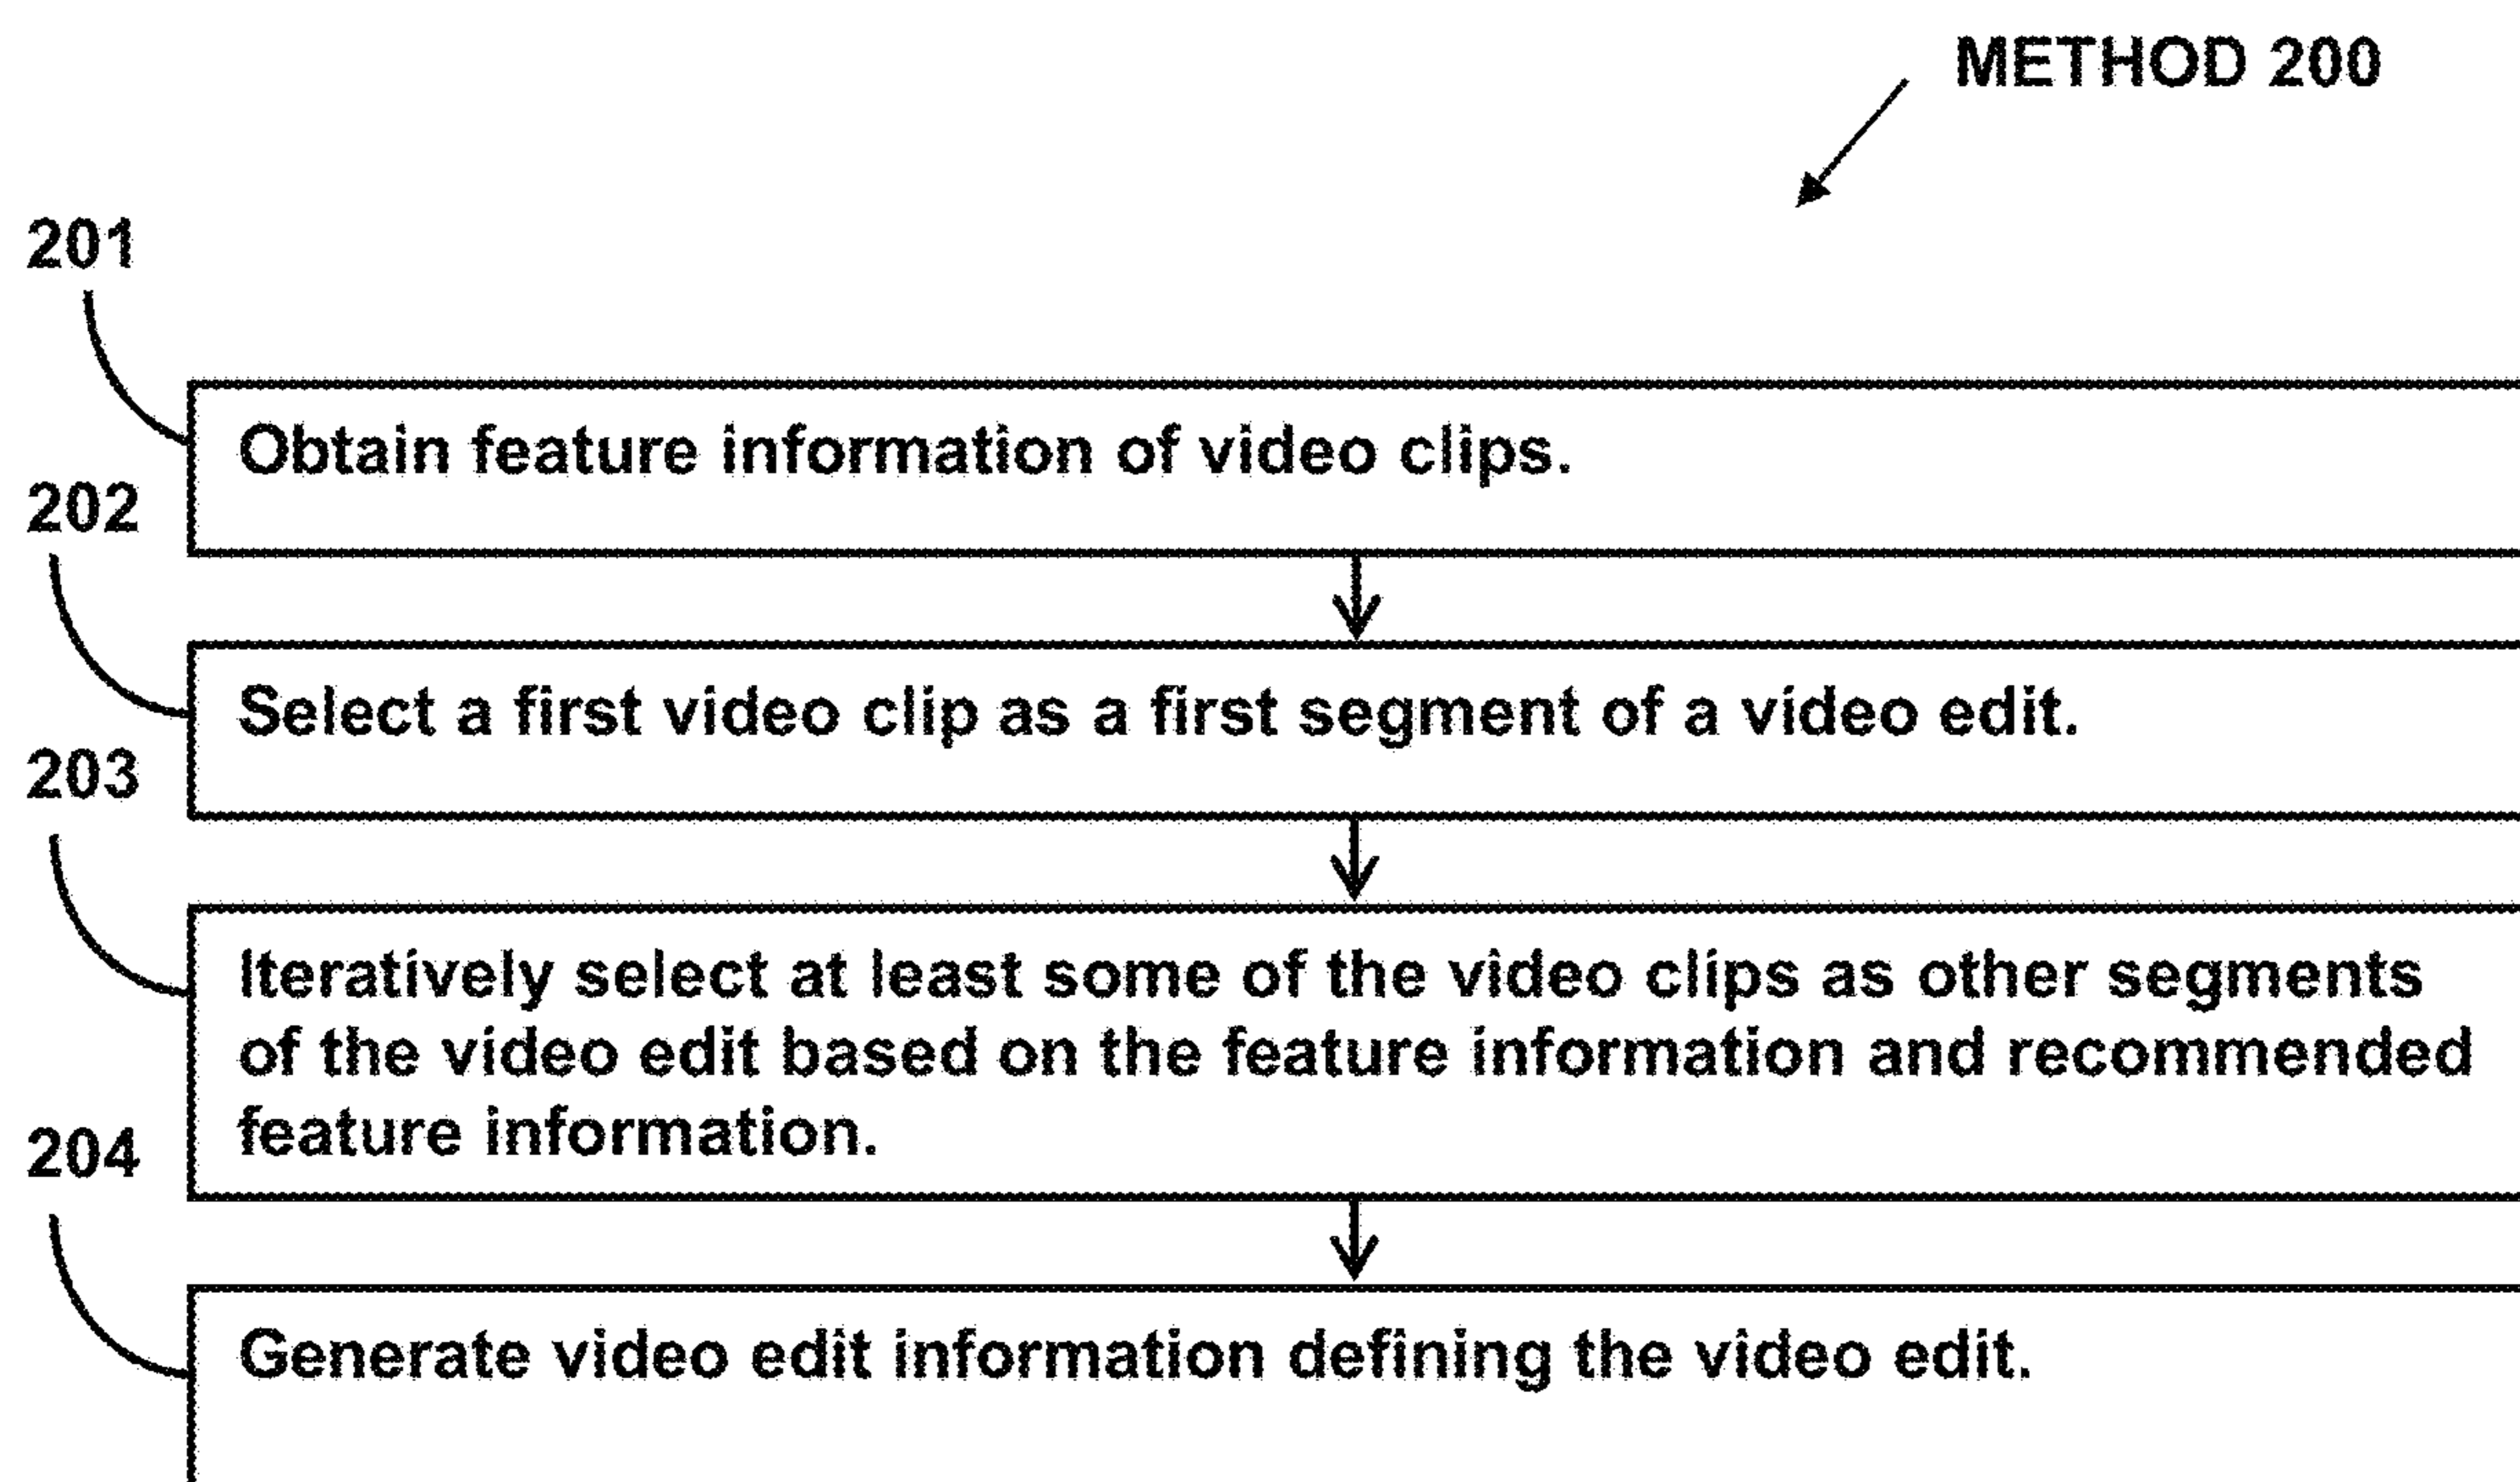 METHOD 200
201
Obtain feature information of video clips.
202
Select a first video clip as a first segment of a video edit.
203
Iteratively select at least some of the video clips as other segments
of the video edit based on the feature information and recommended
feature information.
204
Generate video edit information defining the video edit.